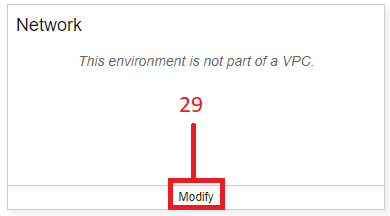 Network
This environment is not part of a VPC.
29
Modify